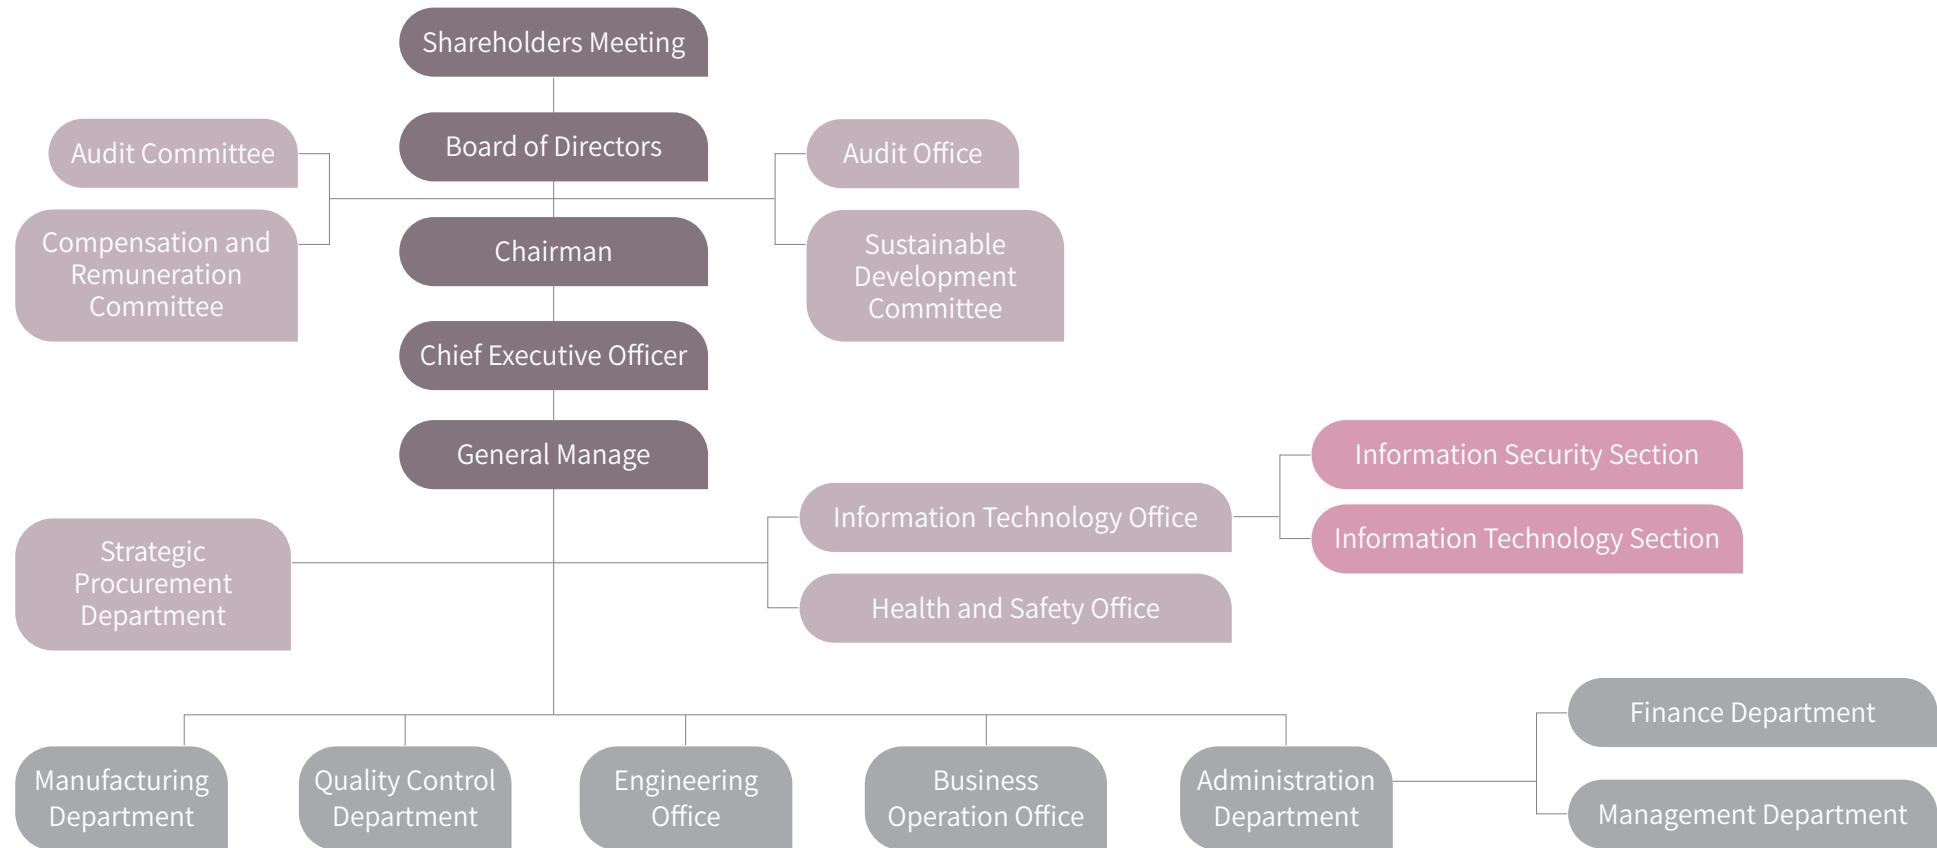 Shareholders Meeting
Board of Directors
Audit Committee
Audit Office
Compensation and
Remuneration
Committee
Chairman
Sustainable
Development
Committee
Chief Executive Officer
General Manage
Information Security Section
Information Technology Office
Information Technology Section
Strategic
Procurement
Department
Health and Safety Office
Finance Department
Manufacturing
Department
Quality Control
Department
Engineering
Office
Business
Operation Office
Administration
Department
Management Department